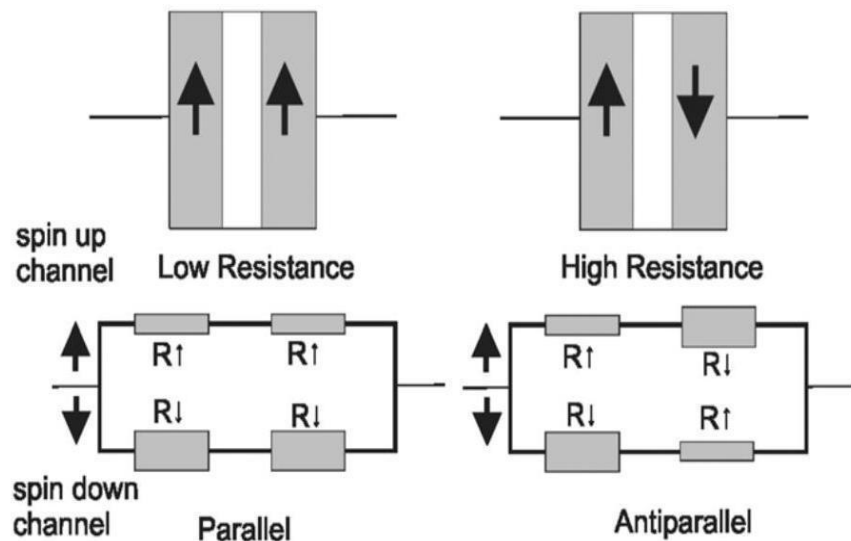 spin up
channel
Low Resistance
High Resistance
R↑ R↑
R↓ R↓
R↑ R↓
R↓ R↑
spin down
channel
Parallel
Antiparallel